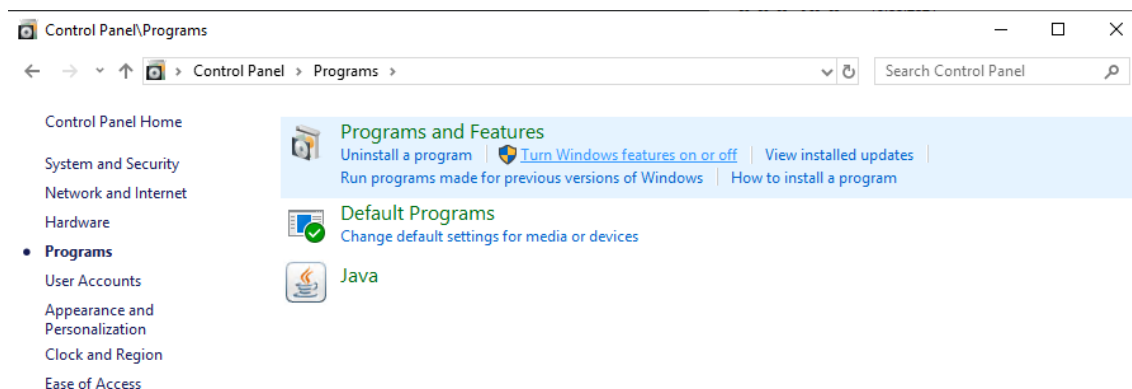 Control Panel\Programs
Control Panel > Programs >
Search Control Panel
Control Panel Home
System and Security
Network and Internet
Hardware
Programs
User Accounts
Appearance and
Personalization
Clock and Region
Ease of Access
Programs and Features
Uninstall a program Turn Windows features on or off View installed updates
Run programs made for previous versions of Windows How to install a program
Default Programs
Change default settings for media or devices
Java